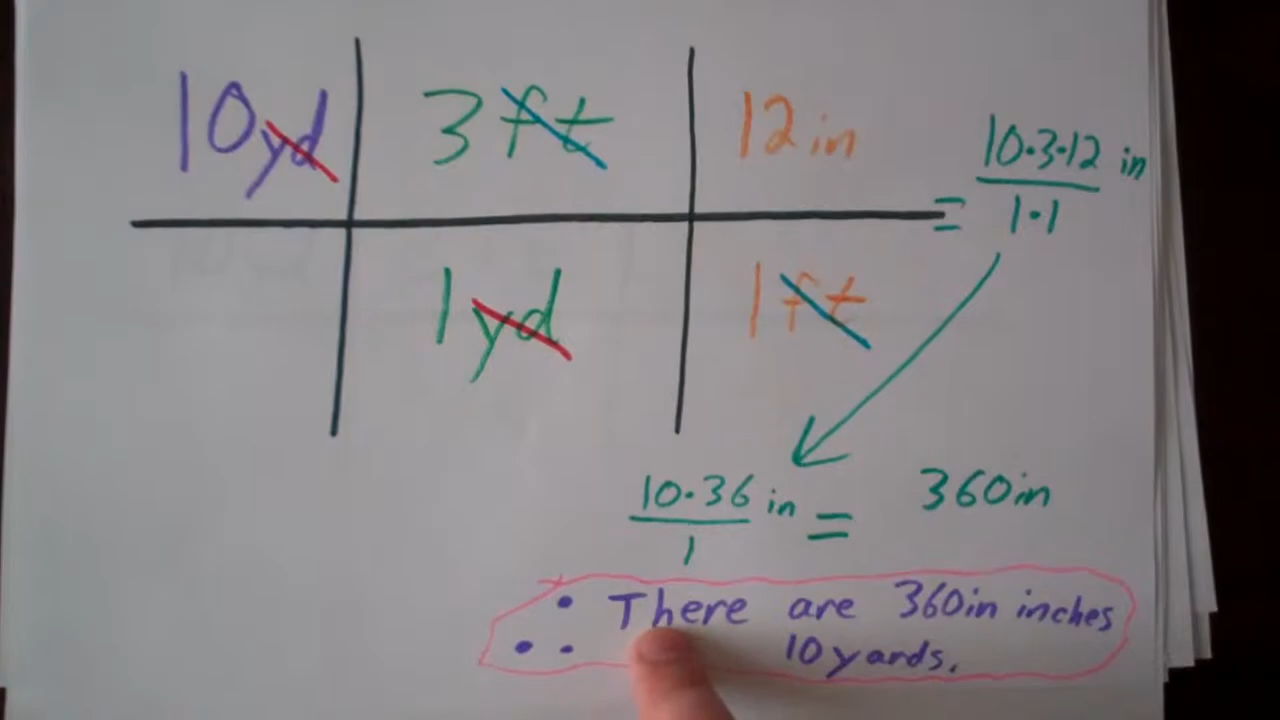 10yd 3ft 12in
1yd 1ft
= 10·3·12 in
1·1
10·36 in = 360in
1
∴ There are 360in inches
10yards.